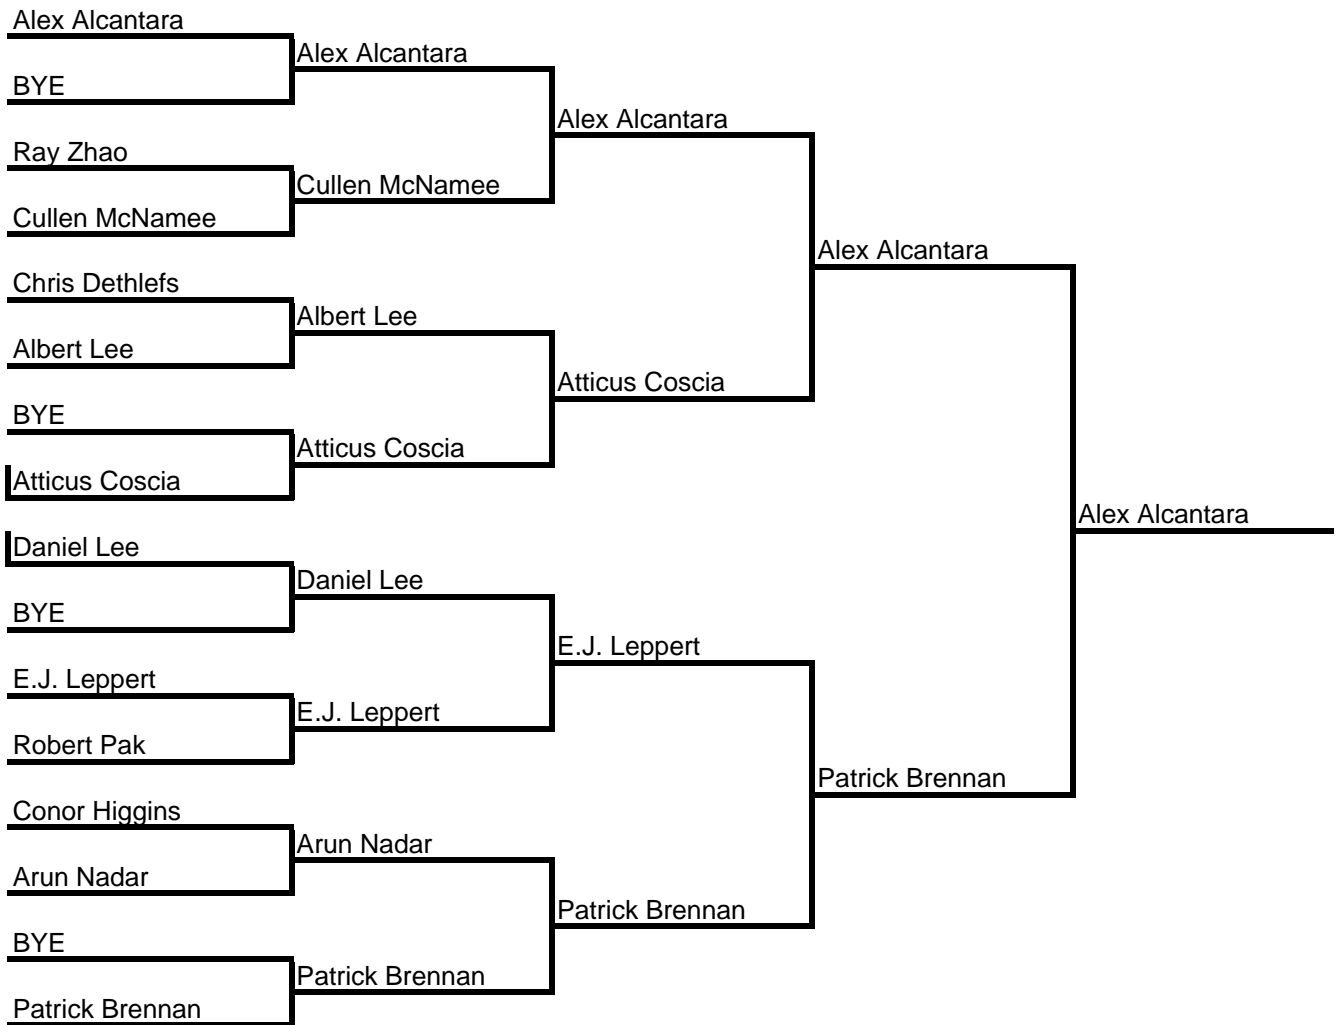 Alex Alcantara
BYE
Ray Zhao
Cullen McNamee
Chris Dethlefs
Albert Lee
BYE
Atticus Coscia
Daniel Lee
BYE
E.J. Leppert
Robert Pak
Conor Higgins
Arun Nadar
BYE
Patrick Brennan
Alex Alcantara
Cullen McNamee
Albert Lee
Atticus Coscia
Daniel Lee
E.J. Leppert
Arun Nadar
Patrick Brennan
Alex Alcantara
Atticus Coscia
E.J. Leppert
Patrick Brennan
Alex Alcantara
Patrick Brennan
Alex Alcantara